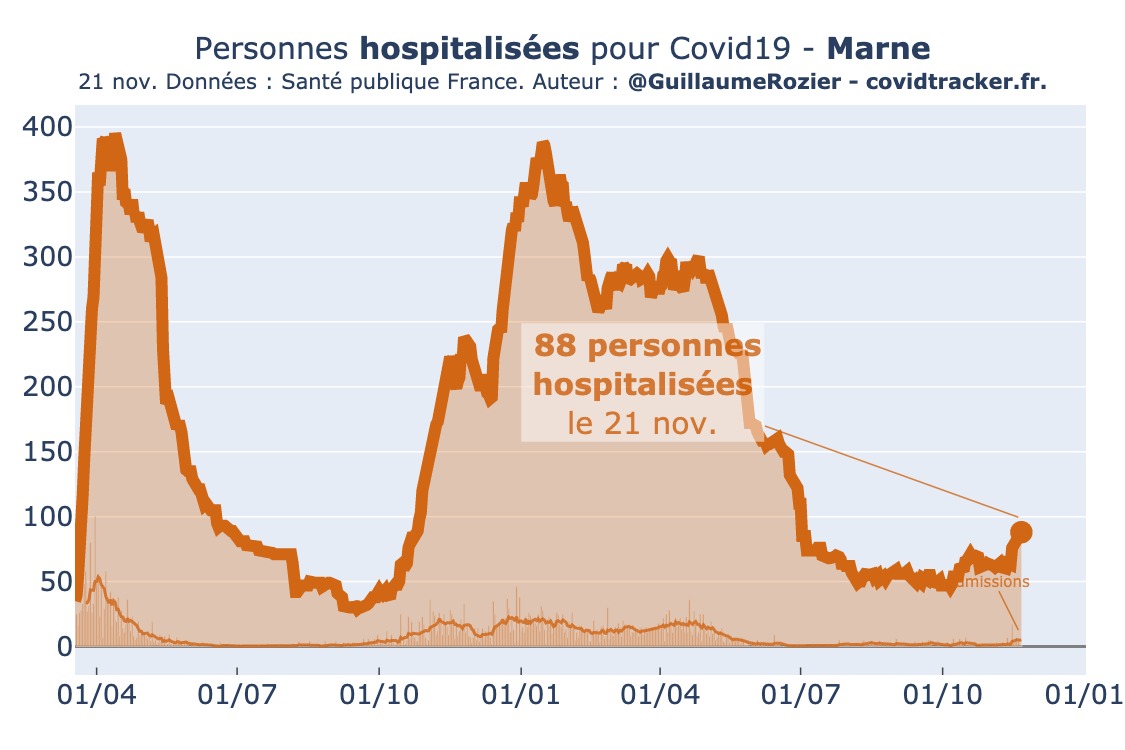 Personnes hospitalisées pour Covid19 - Marne
21 nov. Données : Santé publique France. Auteur : @GuillaumeRozier - covidtracker.fr.
400
350
300
250
200
150
100
50
0
88 personnes
hospitalisées
le 21 nov.
01/04 01/07 01/10 01/01 01/04 01/07 01/10 01/01